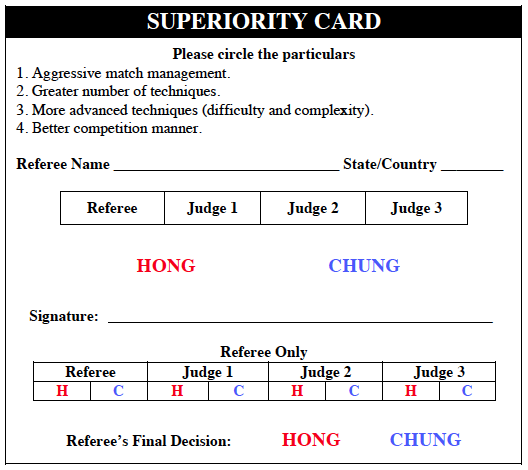 SUPERIORITY CARD
Please circle the particulars
1. Aggressive match management.
2. Greater number of techniques.
3. More advanced techniques (difficulty and complexity).
4. Better competition manner.
Referee Name ______________________________ State/Country ________
Referee Judge 1 Judge 2 Judge 3
HONG CHUNG
Signature: ___________________________________________________
Referee Only
Referee Judge 1 Judge 2 Judge 3
H C H C H C H C
Referee's Final Decision: HONG CHUNG